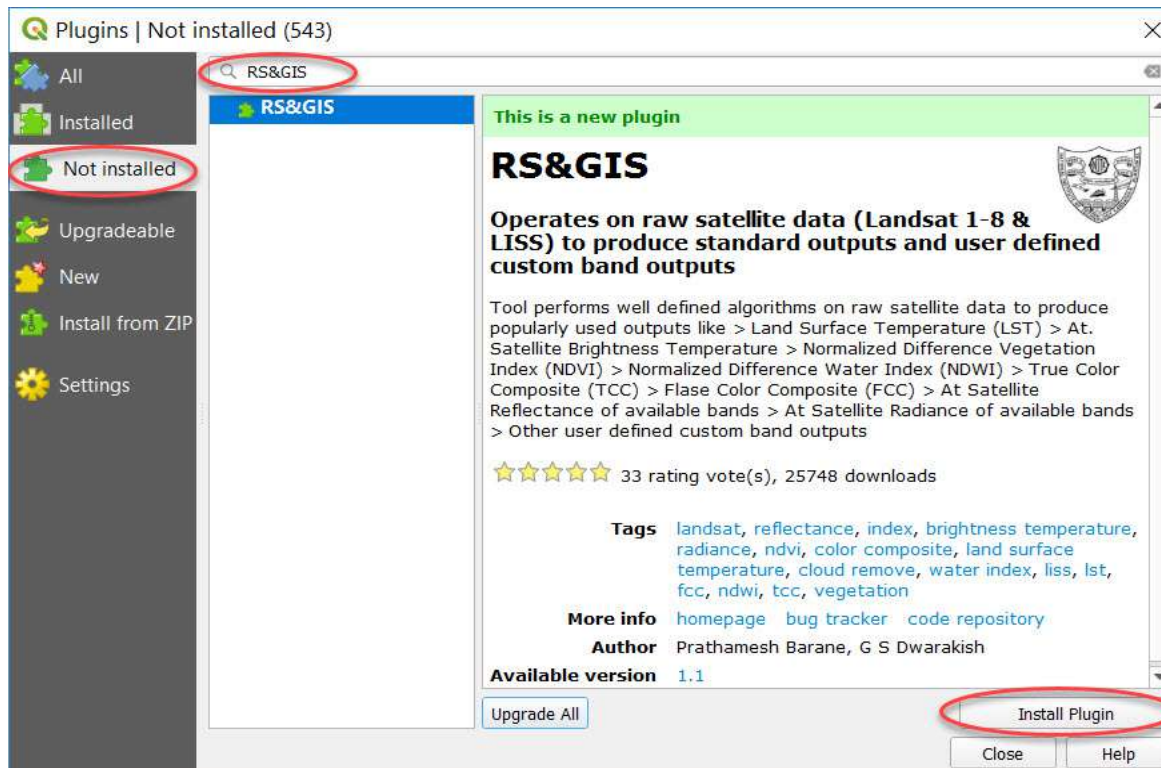 Plugins | Not installed (543)
All
Installed
Not installed
Upgradeable
New
Install from ZIP
Settings
RS&GIS
RS&GIS
This is a new plugin
RS&GIS
Operates on raw satellite data (Landsat 1-8 &
LISS) to produce standard outputs and user defined
custom band outputs
Tool performs well defined algorithms on raw satellite data to produce
popularly used outputs like > Land Surface Temperature (LST) > At.
Satellite Brightness Temperature > Normalized Difference Vegetation
Index (NDVI) > Normalized Difference Water Index (NDWI) > True Color
Composite (TCC) > Flase Color Composite (FCC) > At Satellite
Reflectance of available bands > At Satellite Radiance of available bands
> Other user defined custom band outputs
33 rating vote(s), 25748 downloads
Tags landsat, reflectance, index, brightness temperature,
radiance, ndvi, color composite, land surface
temperature, cloud remove, water index, liss, lst,
fcc, ndwi, tcc, vegetation
More info homepage bug tracker code repository
Author Prathamesh Barane, G S Dwarakish
Available version 1.1
Upgrade All
Install Plugin
Close
Help